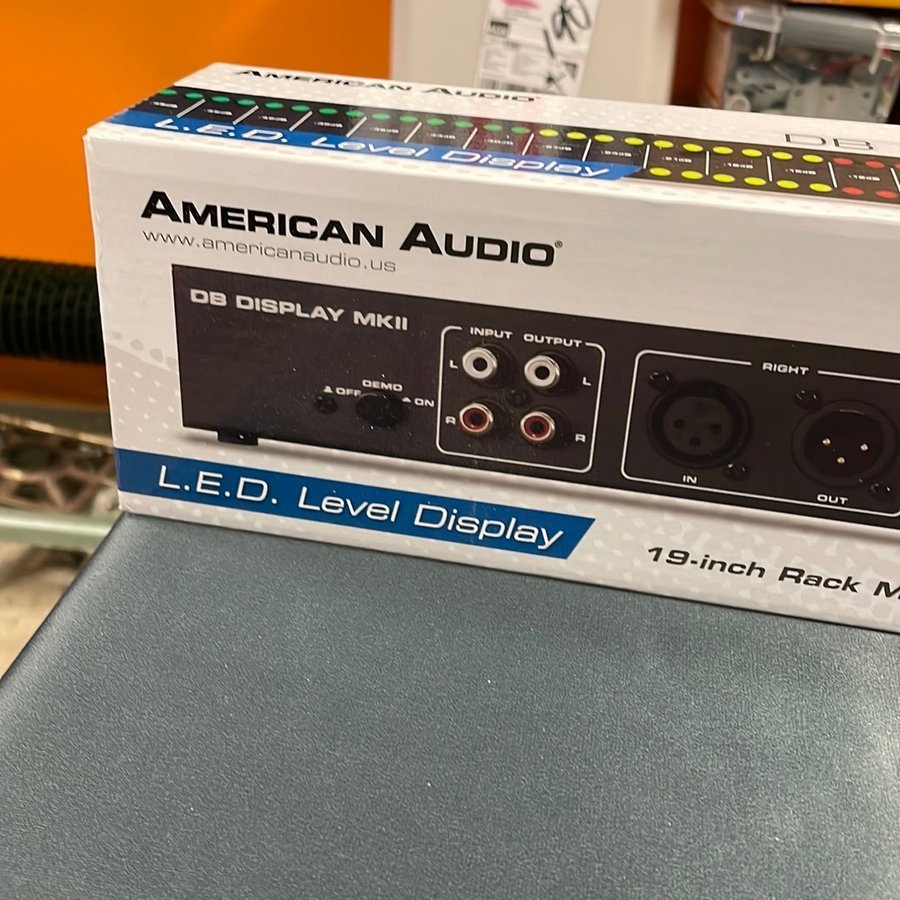 190
AMERICAN AUDIO®
L.E.D. Level Display
DB
AMERICAN AUDIO®
www.americanaudio.us
DB DISPLAY MKII
INPUT OUTPUT
L L
DEMO
OFF ON
R R
RIGHT
IN OUT
L.E.D. Level Display
19-inch Rack